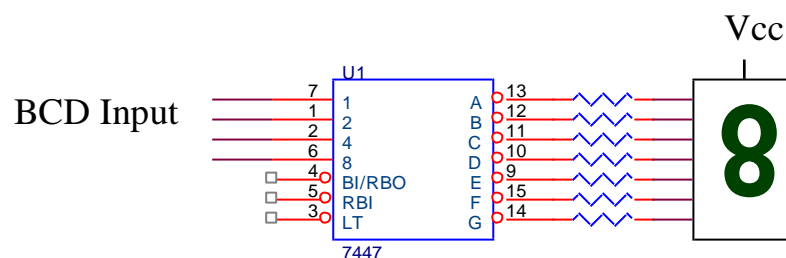 Vcc
U1
BCD Input
7 1 A 13
1 2 B 12
2 4 C 11
6 8 D 10
4 BI/RBO E 9
5 RBI F 15
3 LT G 14
8
7447